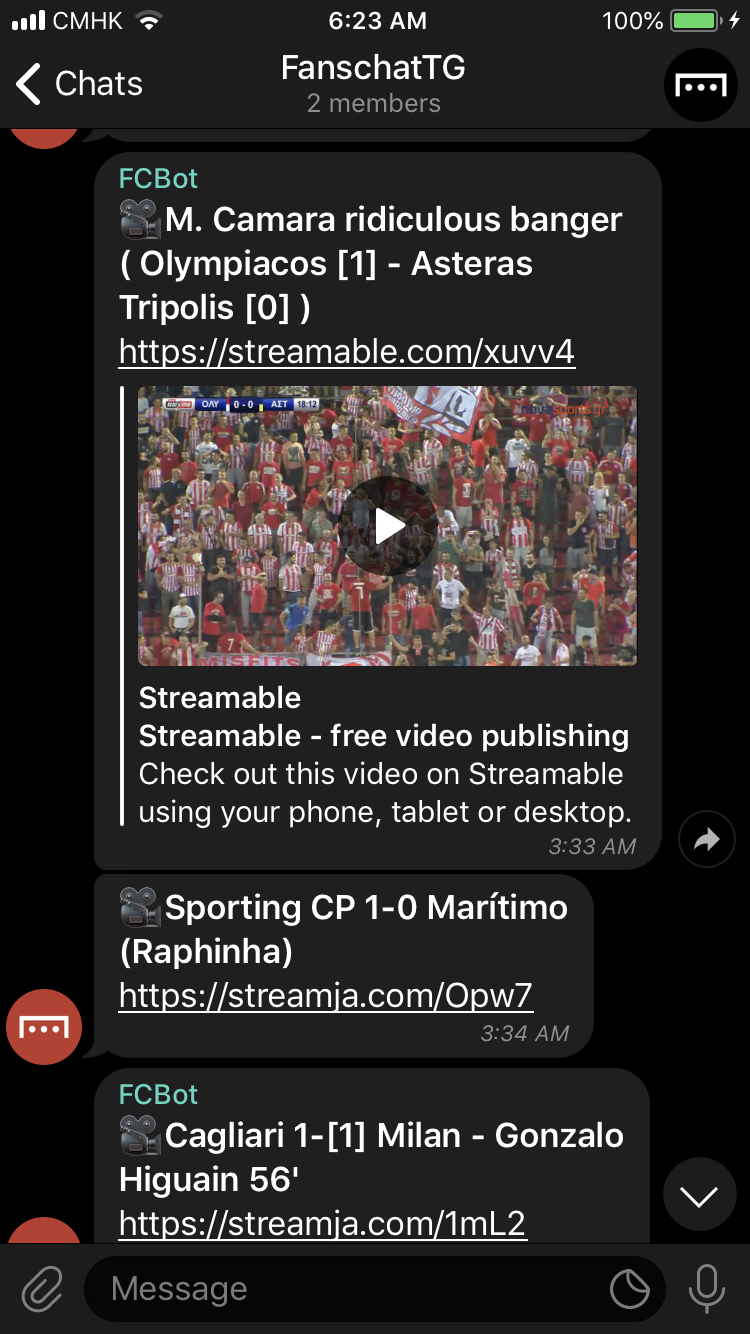 CMHK
6:23 AM
100%
Chats
FanschatTG
2 members
FCBot
M. Camara ridiculous banger
( Olympiacos [1] - Asteras
Tripolis [0] )
https://streamable.com/xuvv4
ΟΛΥ 0-0 ΑΣΤ 18:12
novasports.gr
7
MISFITS
Streamable
Streamable - free video publishing
Check out this video on Streamable
using your phone, tablet or desktop.
3:33 AM
Sporting CP 1-0 Marítimo
(Raphinha)
https://streamja.com/Opw7
3:34 AM
FCBot
Cagliari 1-[1] Milan - Gonzalo
Higuain 56'
https://streamja.com/1mL2
Message